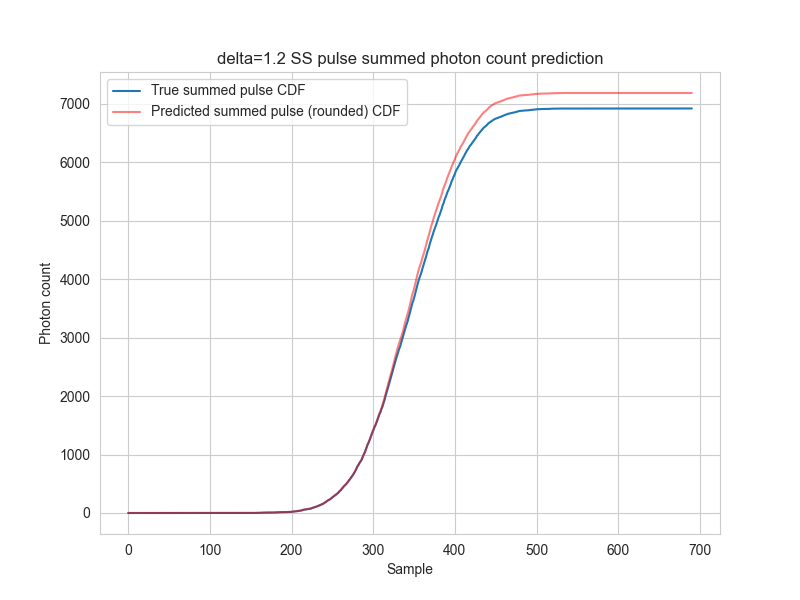 delta=1.2 SS pulse summed photon count prediction
True summed pulse CDF
Predicted summed pulse (rounded) CDF
7000
6000
5000
4000
3000
2000
1000
0
Photon count
0 100 200 300 400 500 600 700
Sample